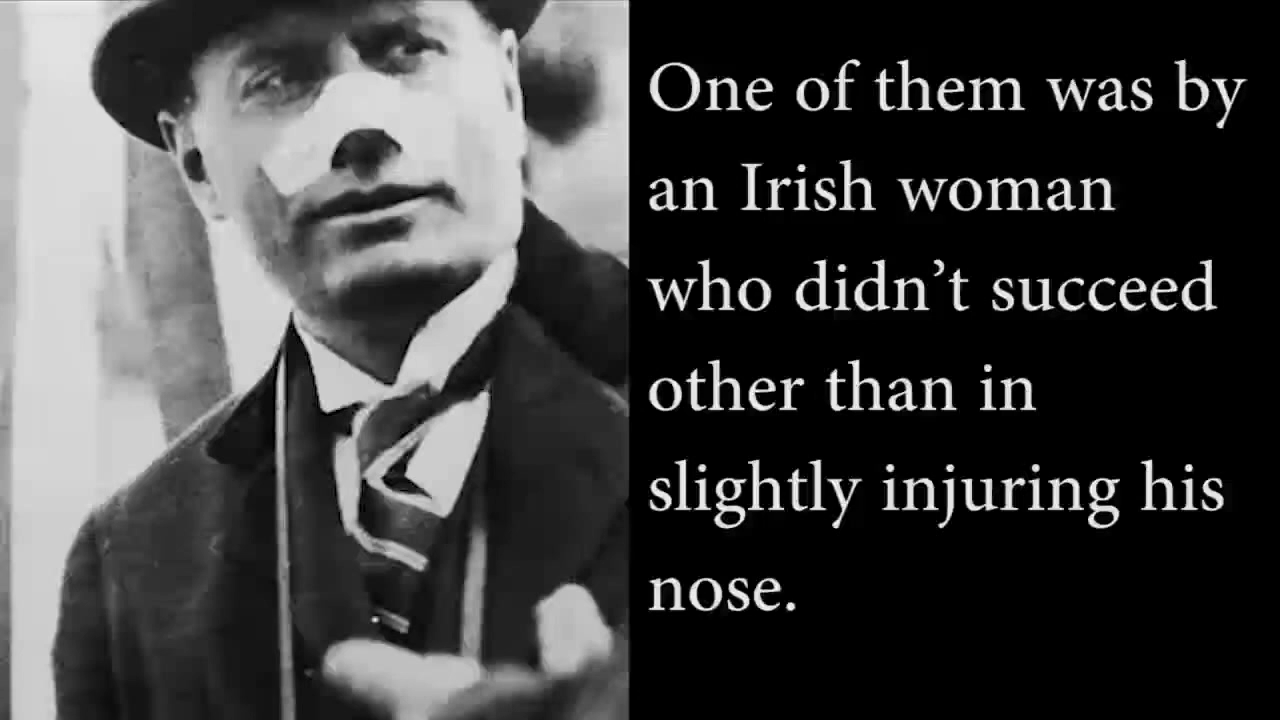 One of them was by
an Irish woman
who didn’t succeed
other than in
slightly injuring his
nose.